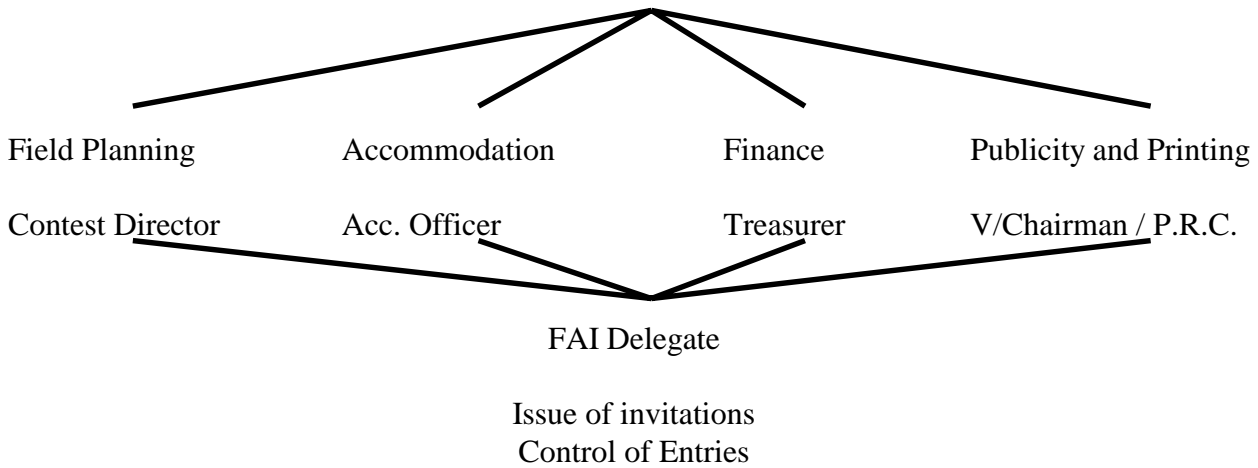 Field Planning Accommodation Finance Publicity and Printing
Contest Director Acc. Officer Treasurer V/Chairman / P.R.C.
FAI Delegate
Issue of invitations
Control of Entries